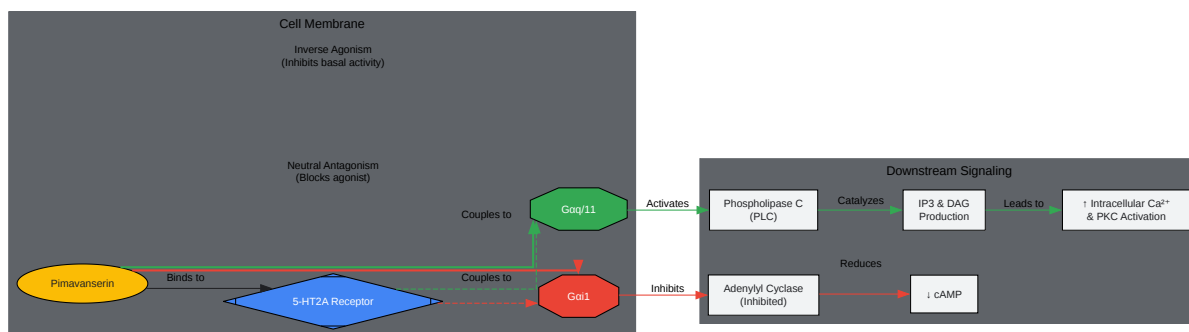 Cell Membrane
Inverse Agonism
(Inhibits basal activity)
Neutral Antagonism
(Blocks agonist)
Downstream Signaling
Couples to
Gαq/11
Activates
Phospholipase C
(PLC)
Catalyzes
IP3 & DAG
Production
Leads to
↑ Intracellular Ca²⁺
& PKC Activation
Pimavanserin
Binds to
5-HT2A Receptor
Couples to
Gαi1
Inhibits
Adenylyl Cyclase
(Inhibited)
Reduces
↓ cAMP